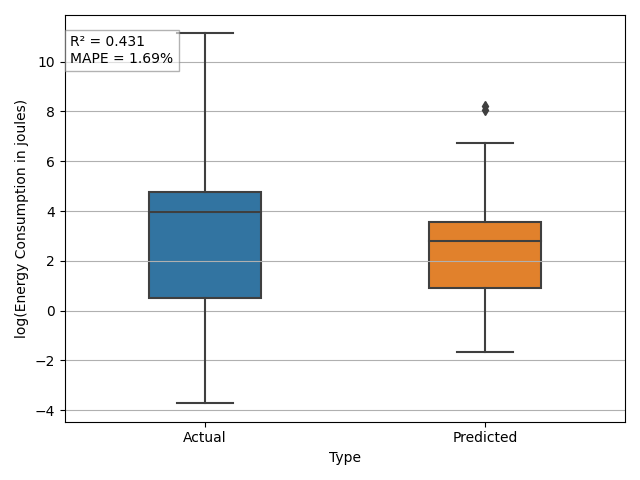 R² = 0.431
MAPE = 1.69%
10
8
6
4
2
0
−2
−4
log(Energy Consumption in joules)
Actual
Predicted
Type